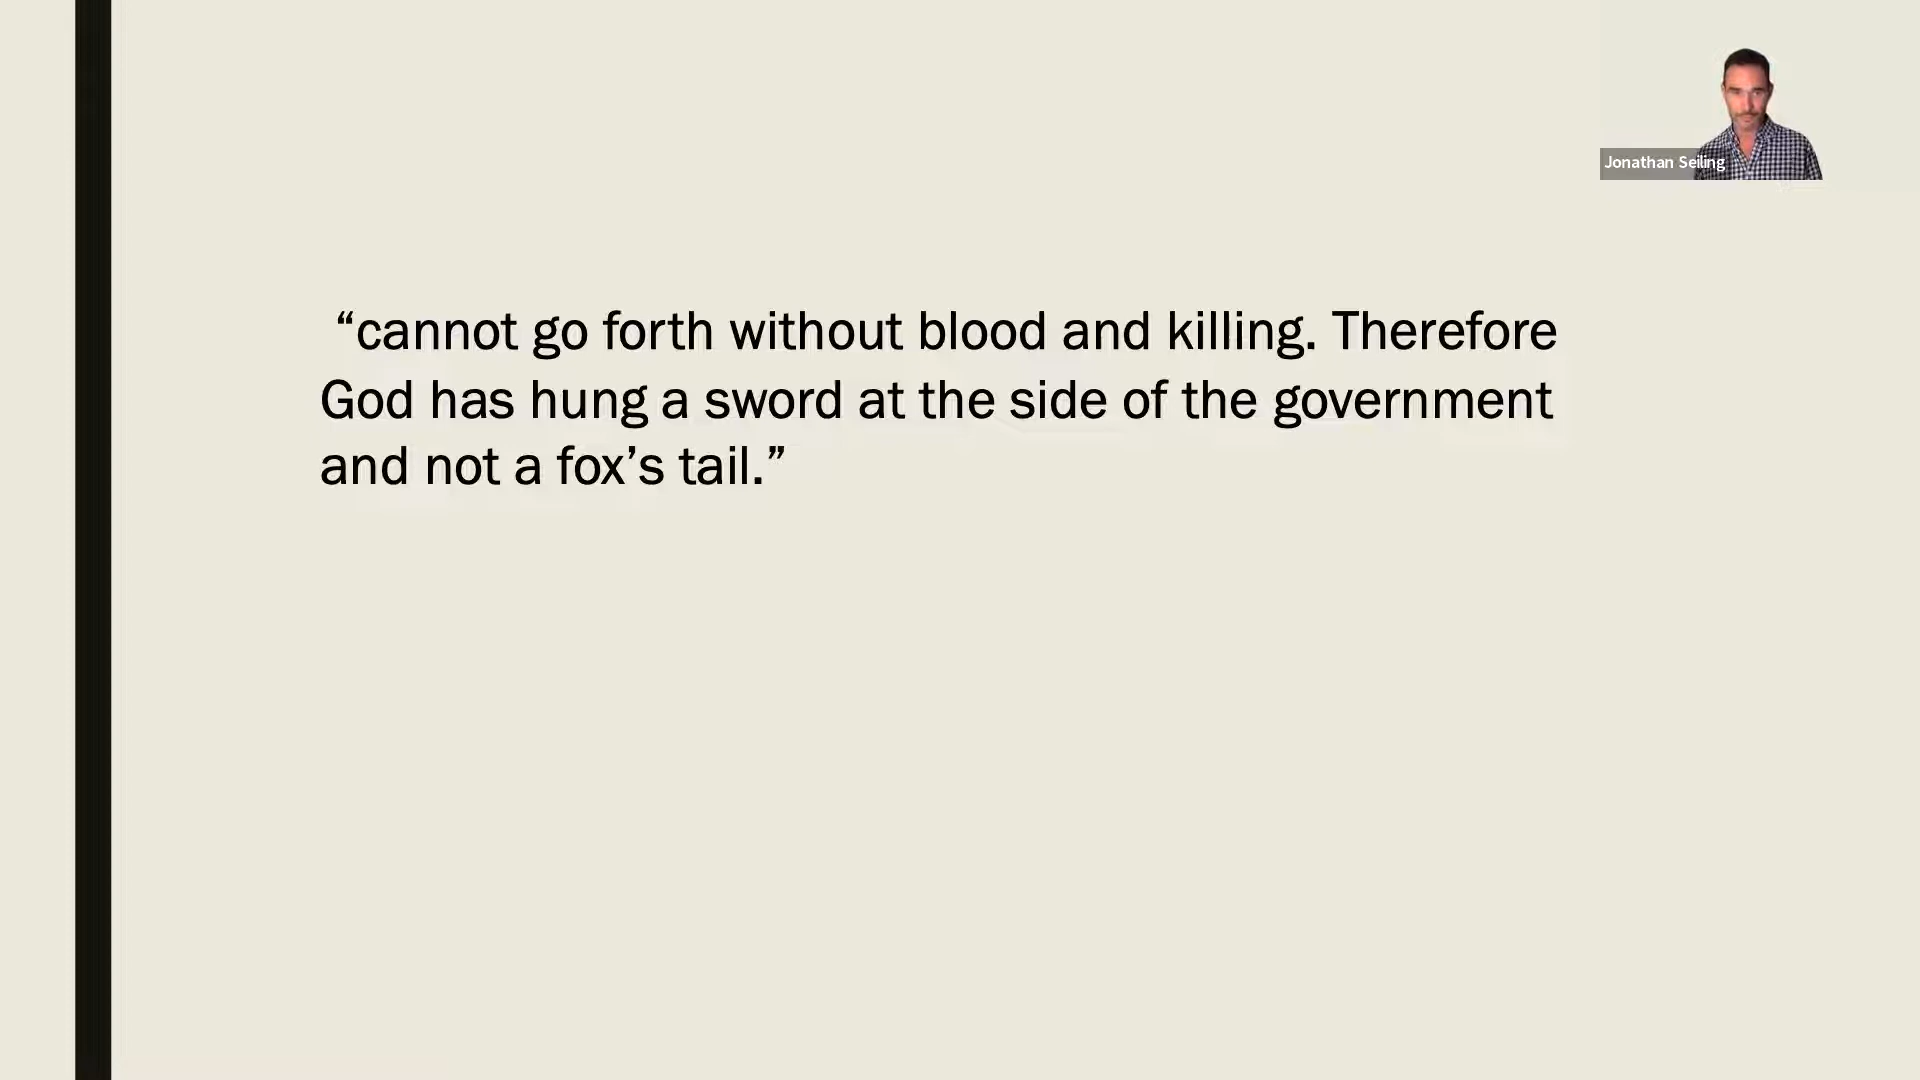 Jonathan Seiling
“cannot go forth without blood and killing. Therefore
God has hung a sword at the side of the government
and not a fox’s tail.”